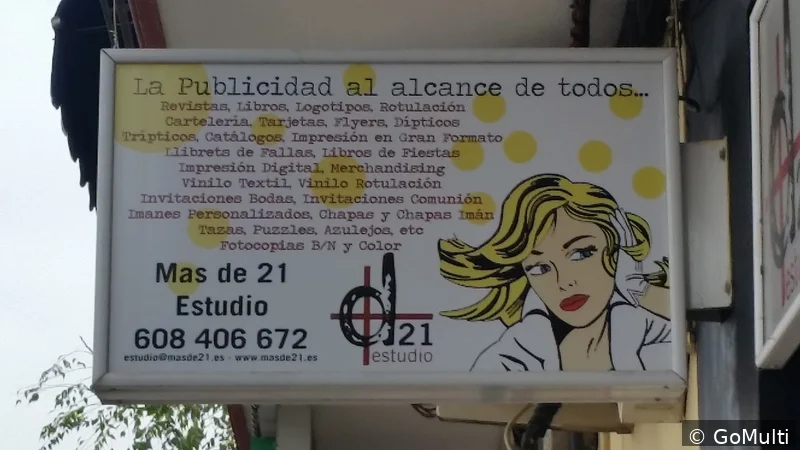 La Publicidad al alcance de todos...
Revistas, Libros, Logotipos, Rotulación
Cartelería, Tarjetas, Flyers, Dípticos
Trípticos, Catálogos, Impresión en Gran Formato
Llibrets de Fallas, Libros de Fiestas
Impresión Digital, Merchandising
Vinilo Textil, Vinilo Rotulación
Invitaciones Bodas, Invitaciones Comunión
Imanes Personalizados, Chapas y Chapas Imán
Tazas, Puzzles, Azulejos, etc
Fotocopias B/N y Color
Mas de 21
Estudio
608 406 672
estudio@masde21.es - www.masde21.es
d21
estudio
© GoMulti